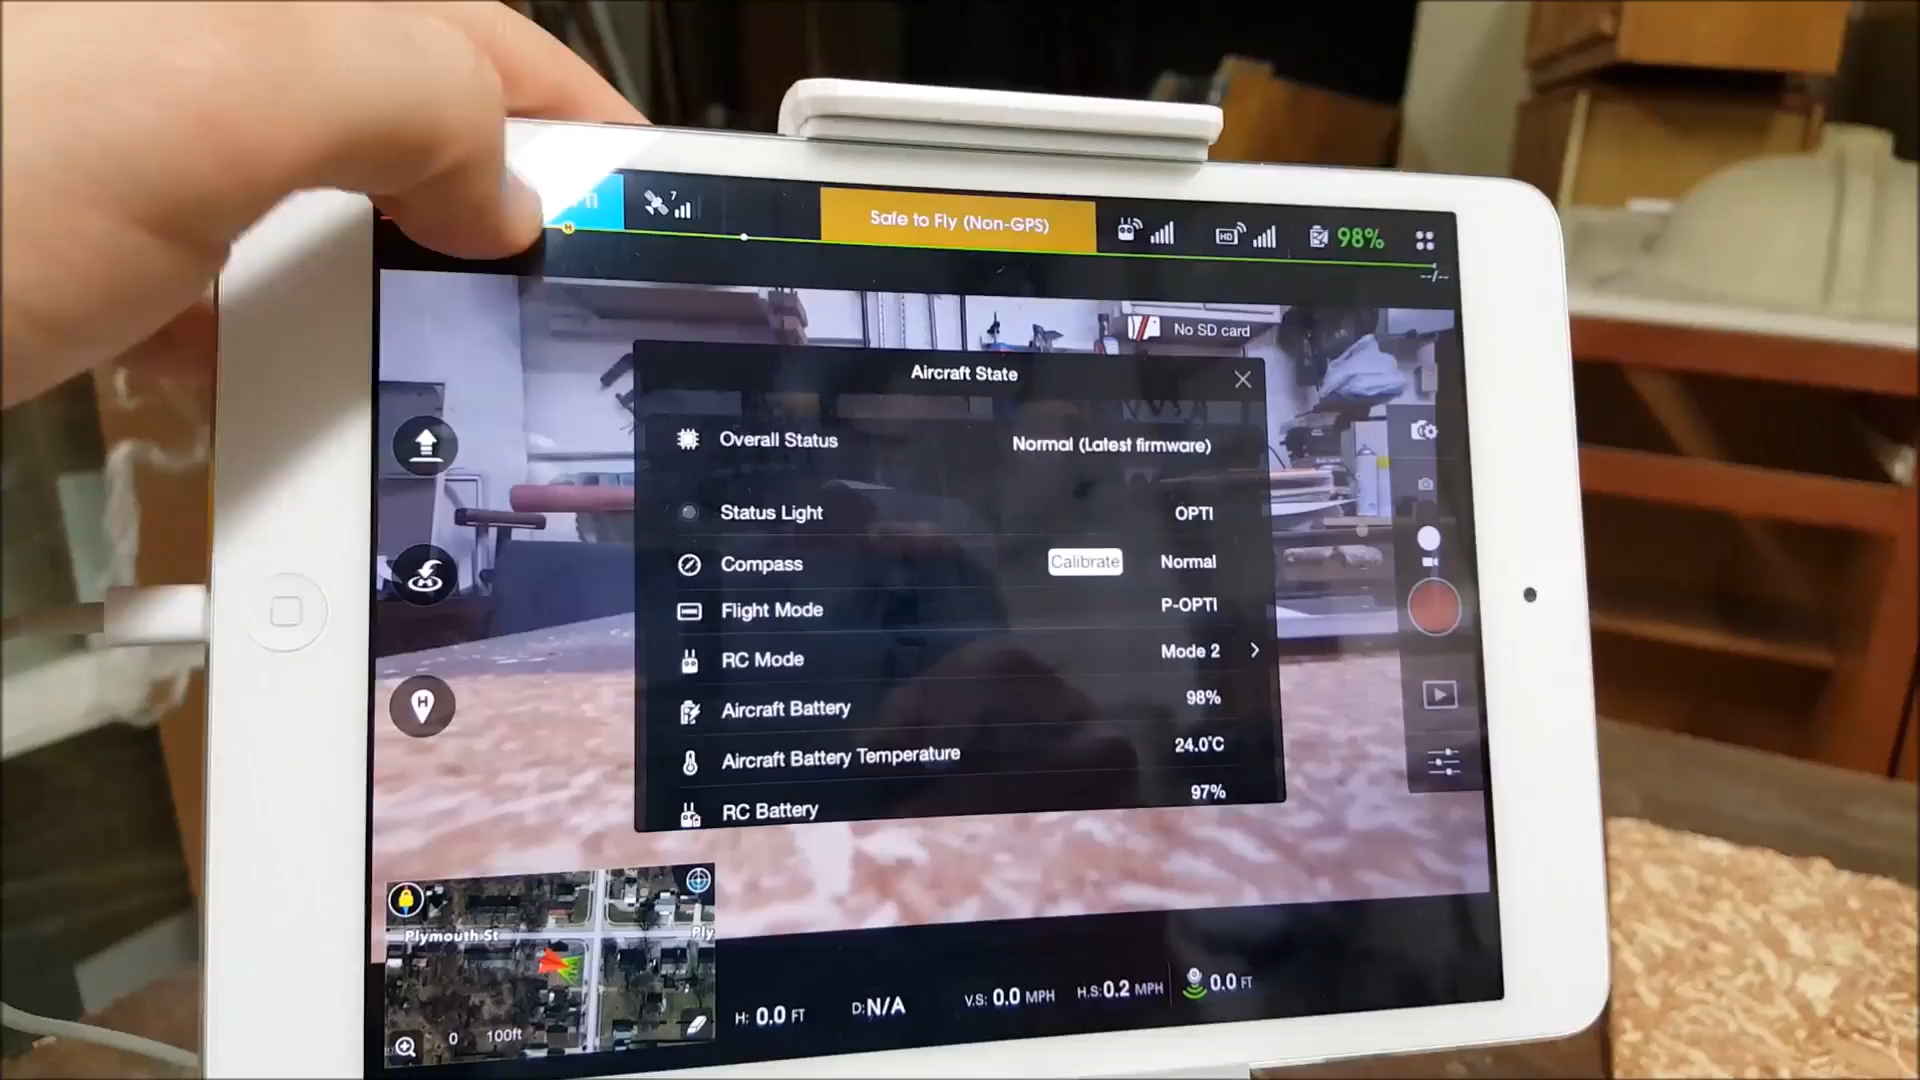 7
Safe to Fly (Non-GPS)
HD
98%
--/--
No SD card
Aircraft State
Overall Status Normal (Latest firmware)
Status Light OPTI
Compass Calibrate Normal
Flight Mode P-OPTI
RC Mode Mode 2
Aircraft Battery 98%
Aircraft Battery Temperature 24.0°C
RC Battery 97%
H
H
Plymouth St
Ply
0 100ft
H: 0.0 FT D:N/A V.S: 0.0 MPH H.S:0.2 MPH 0.0 FT